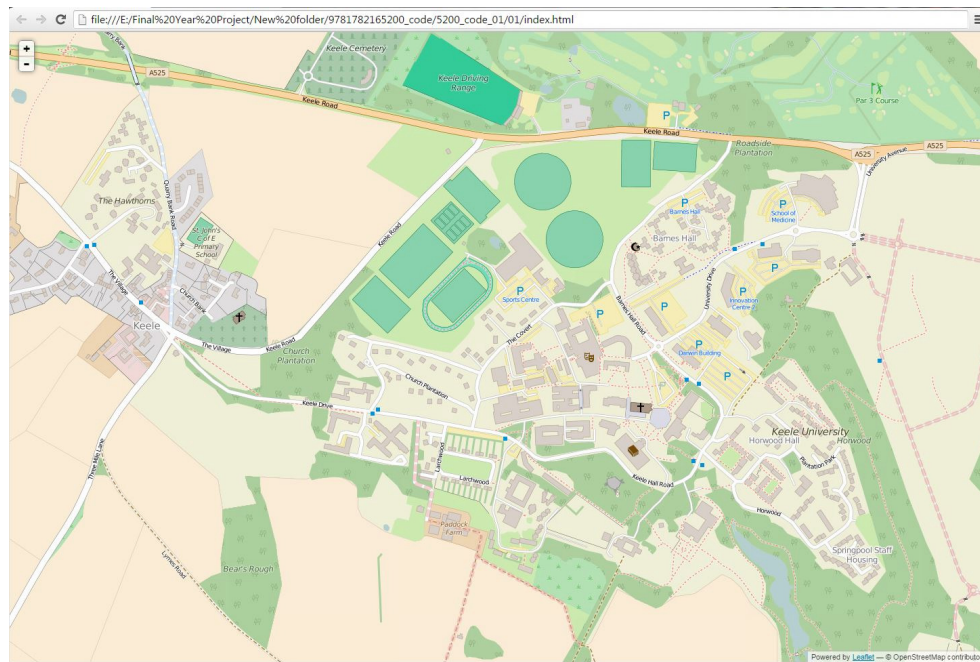 file:///E:/Final%20Year%20Project/New%20folder/9781782165200_code/5200_code_01/01/index.html
+
-
Quarry Bank
Keele Cemetery
A525
Keele Road
Keele Driving
Range
Par 3 Course
P
Keele Road
Roadside
Plantation
A525
A525
University Avenue
The Hawthorns
Quarry Bank Road
St. John's
C of E
Primary
School
Keele Road
P
Barnes Hall
Barnes Hall
P
School of
Medicine
The Village
Church Bank
Keele
P
Sports Centre
P
P
Barnes Hall Road
University Drive
P
Innovation
Centre
The Village
Keele Road
Church
Plantation
The Covert
P
Darwin Building
P
P
Church Plantation
Keele Drive
Three Mile Lane
Larchwood
Larchwood
Keele University
Horwood Hall
Horwood
Plantation Park
Keele Hall Road
Horwood
Paddock
Farm
Springpool Staff
Housing
Bear's Rough
Lymes Road
Powered by Leaflet — © OpenStreetMap contributo